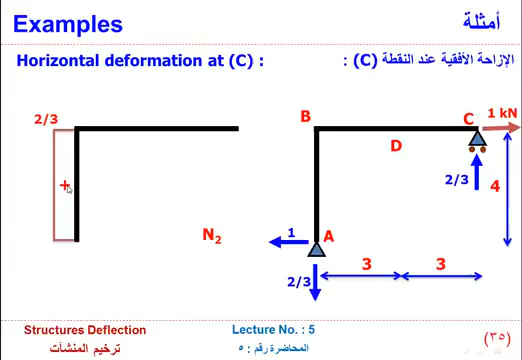 Examples
أمثلة
Horizontal deformation at (C) :
الإزاحة الأفقية عند النقطة (C) :
2/3
+
N2
B
C
1 kN
D
2/3
4
1
A
2/3
3
3
Structures Deflection
Lecture No. : 5
(٣٥)
ترخيم المنشآت
المحاضرة رقم : ٥